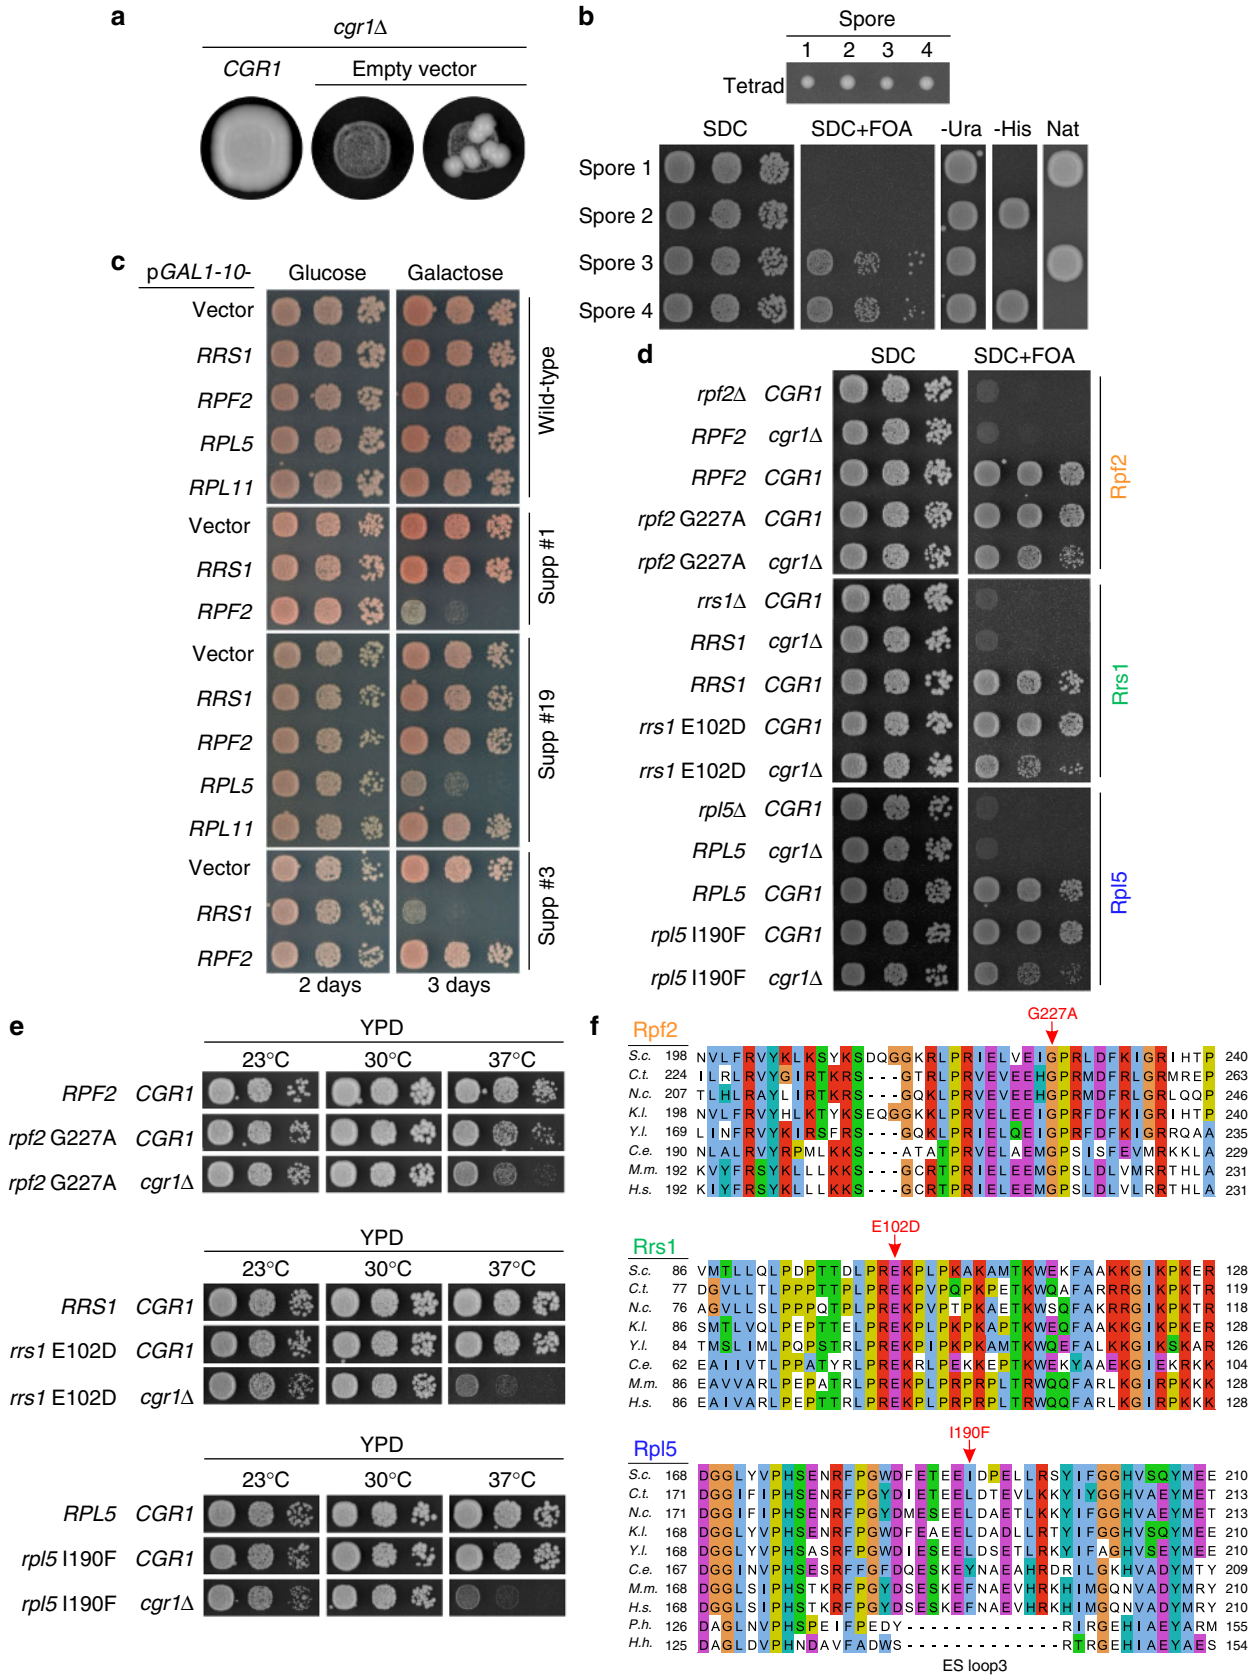 a
cgr1Δ
CGR1 Empty vector
b
Spore
1 2 3 4
Tetrad
SDC SDC+FOA -Ura -His Nat
Spore 1
Spore 2
Spore 3
Spore 4
c
pGAL1-10- Glucose Galactose
Vector
RRS1
RPF2
RPL5
RPL11
Wild-type
Vector
RRS1
RPF2
Supp #1
Vector
RRS1
RPF2
RPL5
RPL11
Supp #19
Vector
RRS1
RPF2
Supp #3
2 days 3 days
d
SDC SDC+FOA
rpf2Δ CGR1
RPF2 cgr1Δ
RPF2 CGR1
rpf2 G227A CGR1
rpf2 G227A cgr1Δ
Rpf2
rrs1Δ CGR1
RRS1 cgr1Δ
RRS1 CGR1
rrs1 E102D CGR1
rrs1 E102D cgr1Δ
Rrs1
rpl5Δ CGR1
RPL5 cgr1Δ
RPL5 CGR1
rpl5 I190F CGR1
rpl5 I190F cgr1Δ
Rpl5
e
YPD
23°C 30°C 37°C
RPF2 CGR1
rpf2 G227A CGR1
rpf2 G227A cgr1Δ
YPD
23°C 30°C 37°C
RRS1 CGR1
rrs1 E102D CGR1
rrs1 E102D cgr1Δ
YPD
23°C 30°C 37°C
RPL5 CGR1
rpl5 I190F CGR1
rpl5 I190F cgr1Δ
f
Rpf2
G227A
S.c. 198 NVLFRVYKLKSYKSDQGGKRLPRIELVEIGPRLDFKIGRIHTP 240
C.t. 224 ILRLRVYGIRTKRS---GTRLPRVEVEEHGPRMDFRLGRMREP 263
N.c. 207 TLHLRAYLIRTKRS---GQKLPRVEVEEHGPRMDFRLGRLQQP 246
K.l. 198 NVLFRVYHLKTYKSEQGGKKLPRVELEEIGPRLDFKIGRIHTP 240
Y.l. 169 LINFRVYKIRSFRS---GQKLPRIELQEIGPRFDFKIGRRQAA 235
C.e. 190 NLALRVYRPMLKKS---ATATPRVELAEMGPSISFEVMRKKLA 229
M.m. 192 KVYFRSYKLLLKKS---GCRTPRIELEEMGPSLDLVMRRTHLA 231
H.s. 192 KIYFRSYKLLLKKS---GCRTPRIELEEMGPSLDLVLRRTHLA 231
Rrs1
E102D
S.c. 86 VMTLLQLPDPTTDLPREKPLPKAKAMTKWEKFAAKKGIKPKER 128
C.t. 77 DGVLLTLPPPTTPLPREKPVPQPKPETKWQAFARRRGIKPKTR 119
N.c. 76 AGVLLSLPPPQTPLPREKPVPTPKAETKWSQFAKRRGIKPKTR 118
K.l. 86 SMTLVQLPEPTTELPREKPLPKPKAPTKWEQFAAKKGIKPKER 128
Y.l. 84 TMSLIMLPQPSTRLPREKPIPKPKAMTKWEEFALKKGIKSKAR 126
C.e. 62 EAIIVTLPPATYRLPREKRLPEKKEPTKWEKYAAEKGIEKRKK 104
M.m. 86 EAVVARLPEPATRLPREKPLPRPRPLTRWQQFARLKGIRPKKK 128
H.s. 86 EAIVARLPEPTTRLPREKPLPRPRPLTRWQQFARLKGIRPKKK 128
Rpl5
I190F
S.c. 168 DGGLYVPHSENRFPGWDFETEEIDPELLRSYIFGGHVSQYMEE 210
C.t. 171 DGGIFIPHSENRFPGYDIETEELDTEVLKKYIYGGHVAEYMET 213
N.c. 171 DGGIFIPHSENRFPGYDMESEELDAETLKKYIFGGHVAEYMET 213
K.l. 168 DGGLYVPHSENRFPGWDFEAEELDADLLRTYIFGGHVSQYMEE 210
Y.l. 168 DGGLYIPHSASRFPGWDIESEELDSETLRKYIFAGHVSEYMEE 210
C.e. 167 DGGINVPHSESRFFGFDQESKEYNAEAHRDRILGKHVADYMTY 209
M.m. 168 DGGLSIPHSTKRFPGYDSESKEFNAEVHRKHIMGQNVADYMRY 210
H.s. 168 DGGLSIPHSTKRFPGYDSESKEFNAEVHRKHIMGQNVADYMRY 210
P.h. 126 DAGLNVPHSPEIFPEDY-------------RIRGEHIAEYARM 155
H.h. 125 DAGLDVPHNDAVFADWS-------------RTRGEHIAEYAES 154
ES loop3